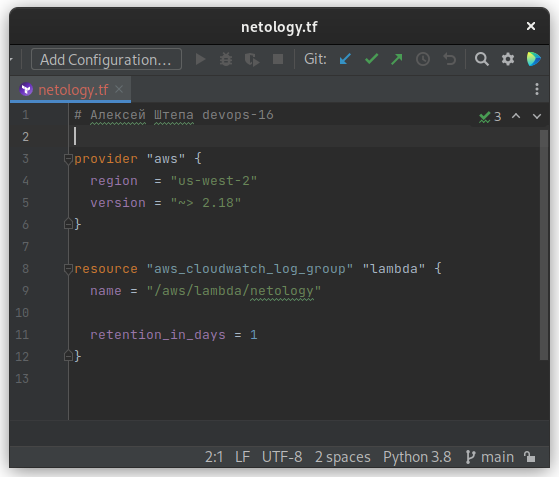 netology.tf
Add Configuration... Git:
netology.tf
1 # Алексей Штепа devops-16 3
2
3 provider "aws" {
4   region  = "us-west-2"
5   version = "~> 2.18"
6 }
7
8 resource "aws_cloudwatch_log_group" "lambda" {
9   name = "/aws/lambda/netology"
10
11   retention_in_days = 1
12 }
13
2:1 LF UTF-8 2 spaces Python 3.8 main